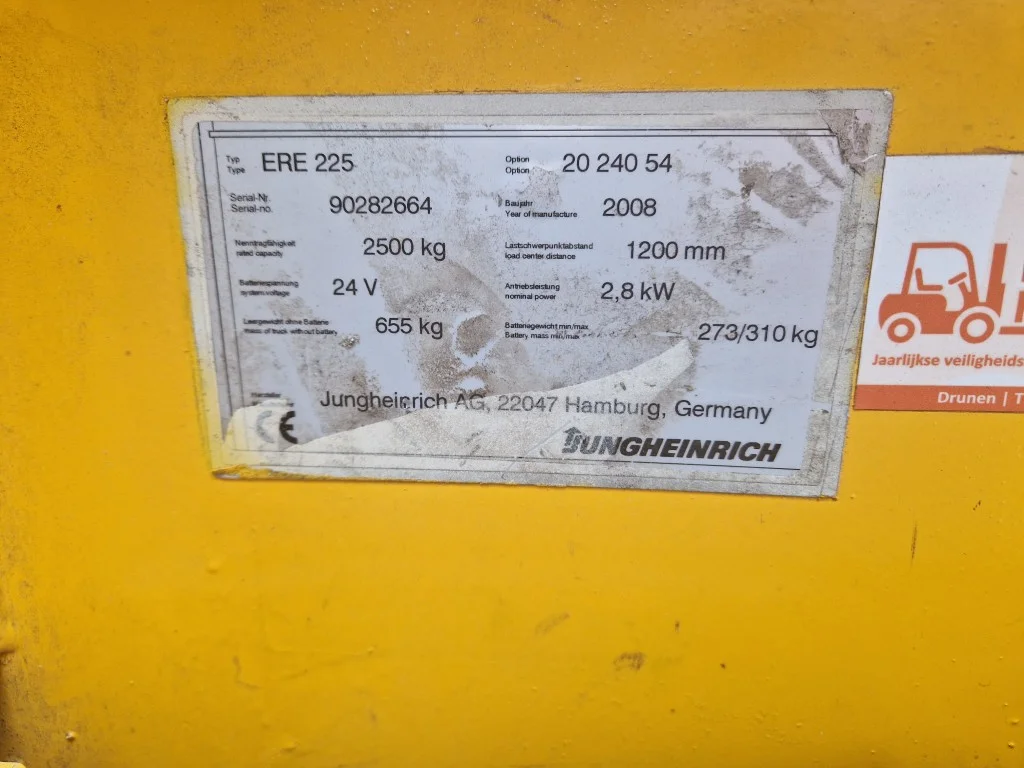 Typ
Type
ERE 225
Option
Option
20 240 54
Serial-Nr.
Serial-no.
90282664
Baujahr
Year of manufacture
2008
Nenntragfähigkeit
rated capacity
2500 kg
Lastschwerpunktabstand
load center distance
1200 mm
Batteriespannung
system voltage
24 V
Antriebsleistung
nominal power
2,8 kW
Leergewicht ohne Batterie
mass of truck without battery
655 kg
Batteriegewicht min/max
Battery mass min/max
273/310 kg
Hersteller
Jungheinrich AG, 22047 Hamburg, Germany
CE
JUNGHEINRICH
Jaarlijkse veiligheids
Drunen | T